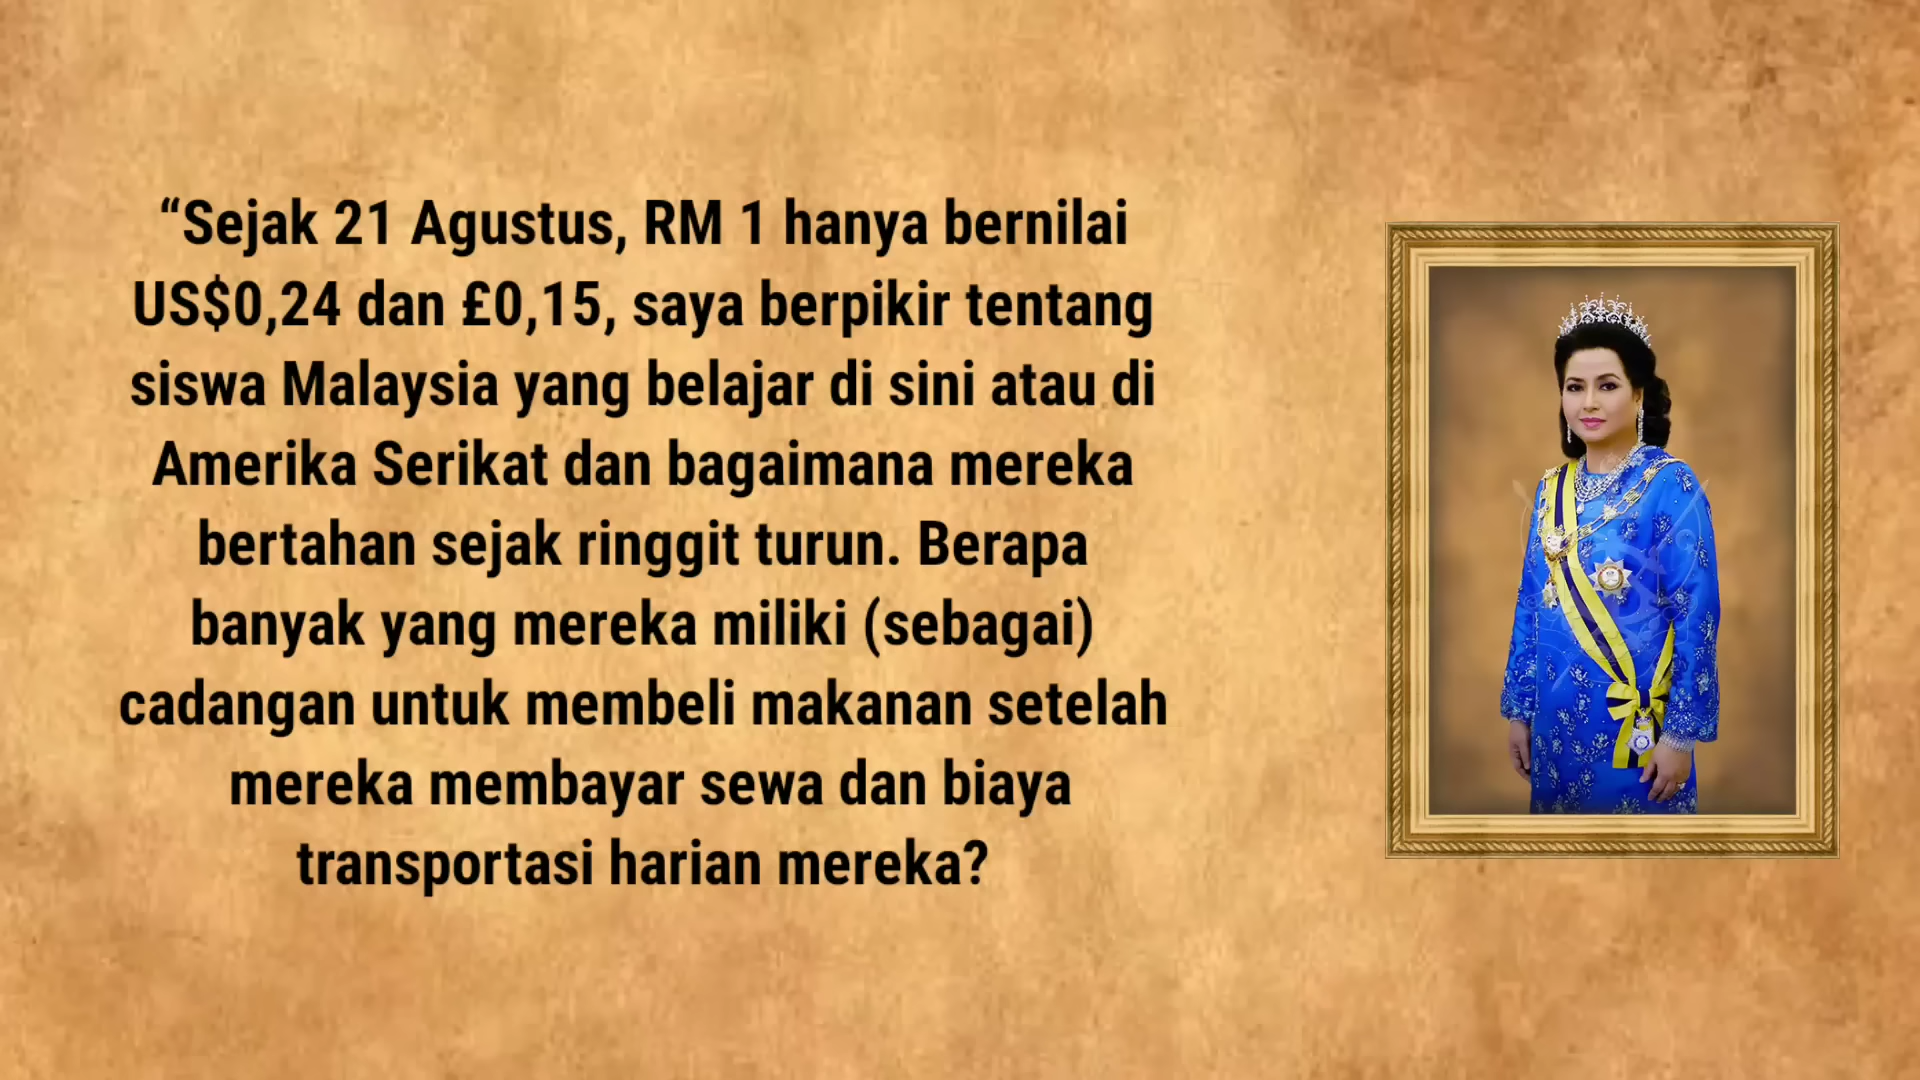 “Sejak 21 Agustus, RM 1 hanya bernilai
US$0,24 dan £0,15, saya berpikir tentang
siswa Malaysia yang belajar di sini atau di
Amerika Serikat dan bagaimana mereka
bertahan sejak ringgit turun. Berapa
banyak yang mereka miliki (sebagai)
cadangan untuk membeli makanan setelah
mereka membayar sewa dan biaya
transportasi harian mereka?